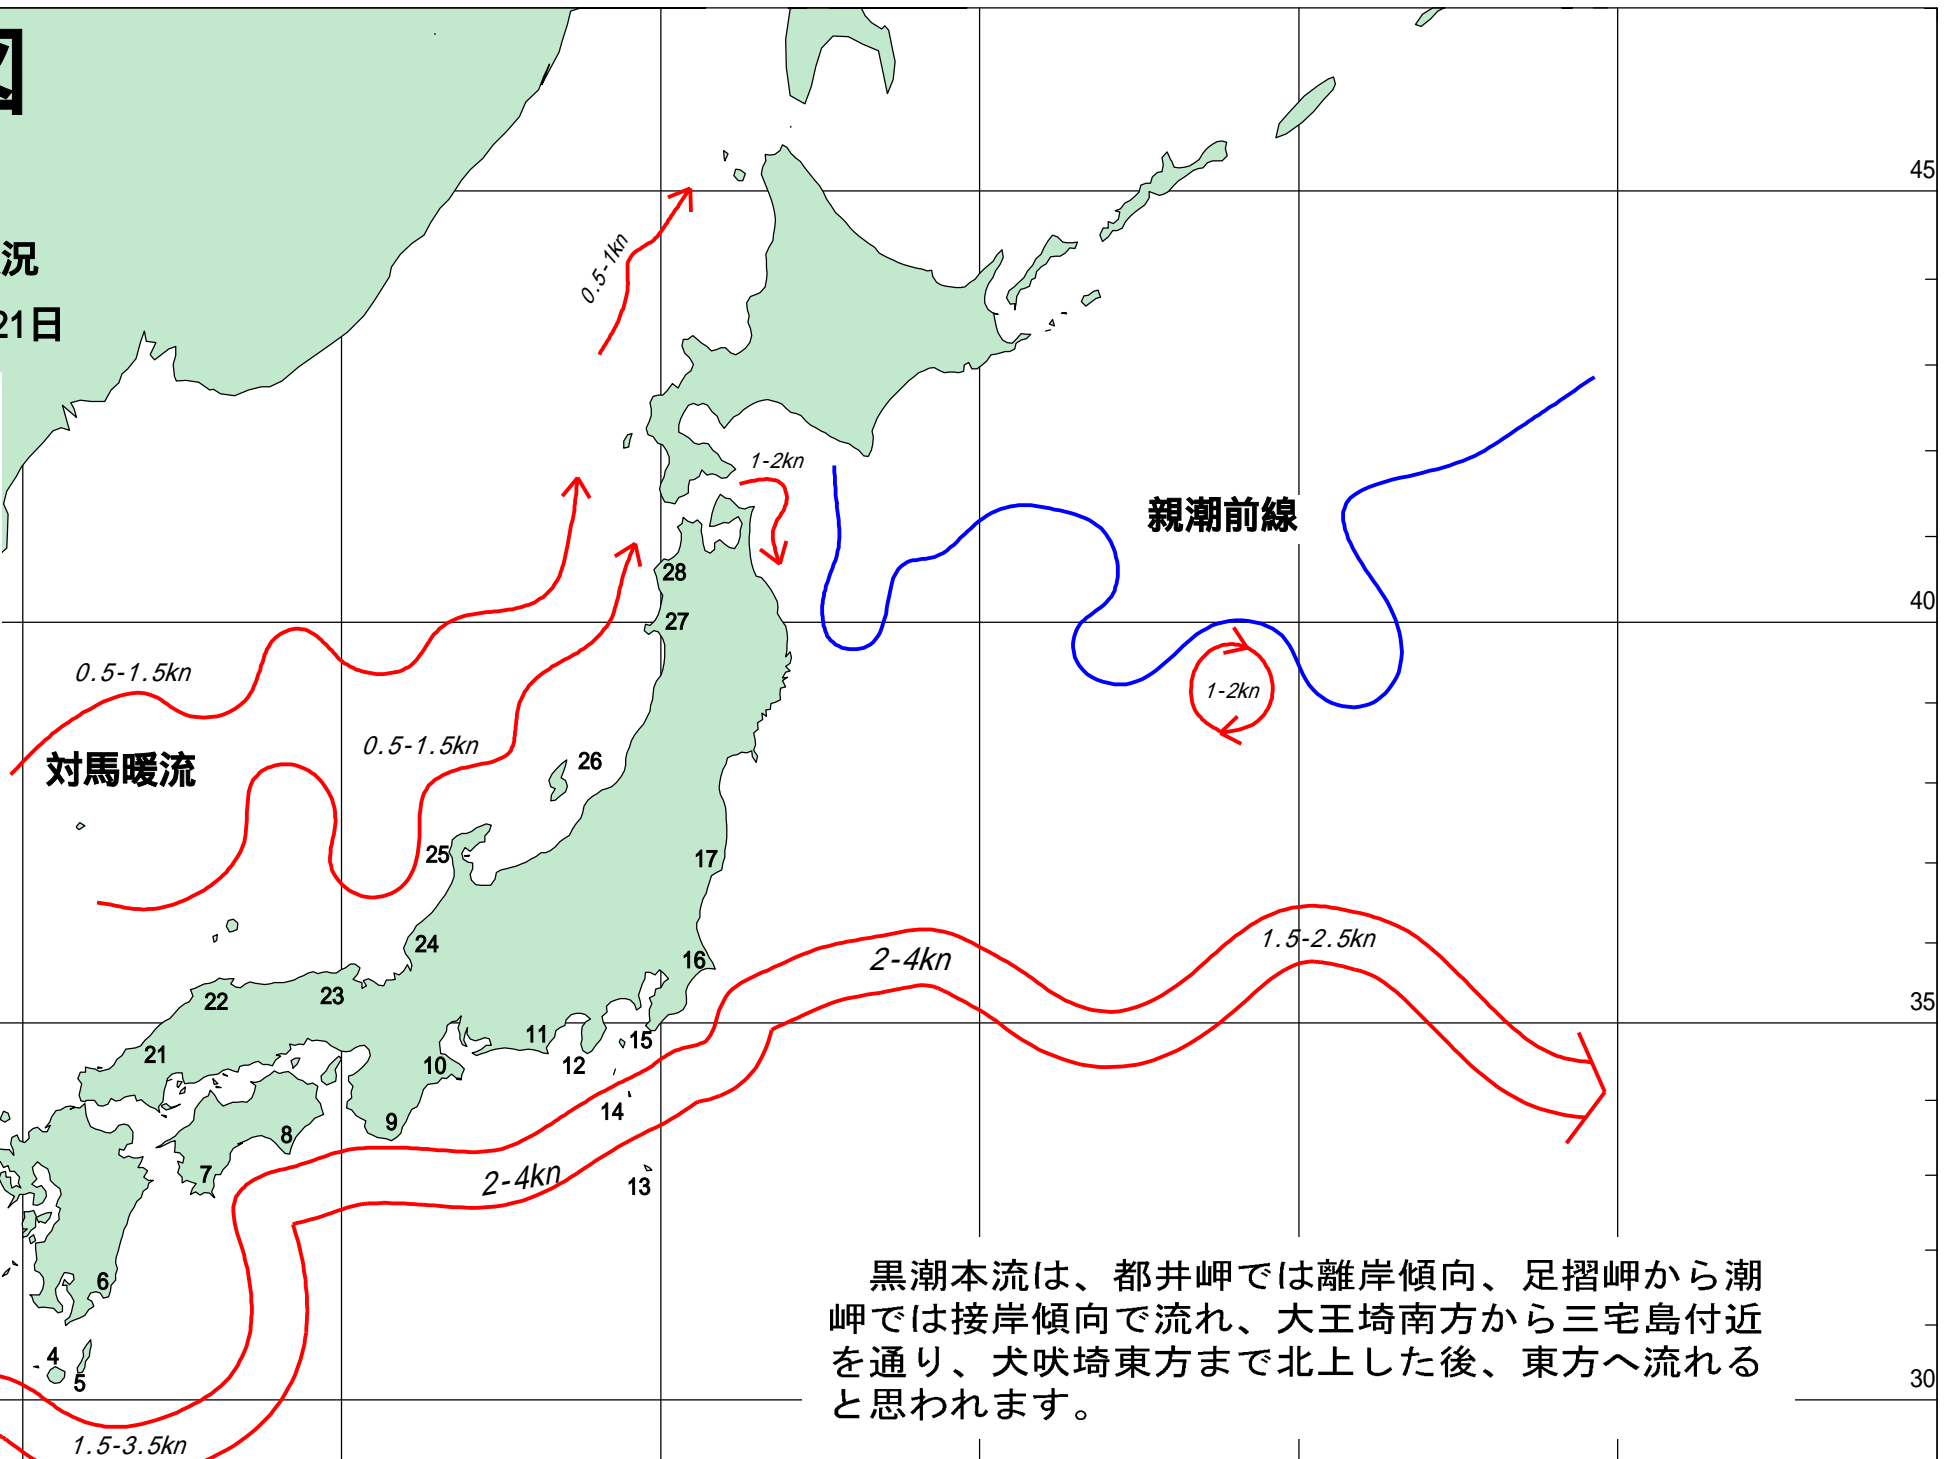 図
況
21日
45
0.5-1kn
1-2kn
親潮前線
28
40
27
0.5-1.5kn
1-2kn
0.5-1.5kn
対馬暖流
26
25
17
24
16
2-4kn
1.5-2.5kn
22
23
35
21
11
15
10
12
14
9
8
7
2-4kn
13
6
黒潮本流は、都井岬では離岸傾向、足摺岬から潮
岬では接岸傾向で流れ、大王埼南方から三宅島付近
を通り、犬吠埼東方まで北上した後、東方へ流れる
と思われます。
4
5
30
1.5-3.5kn